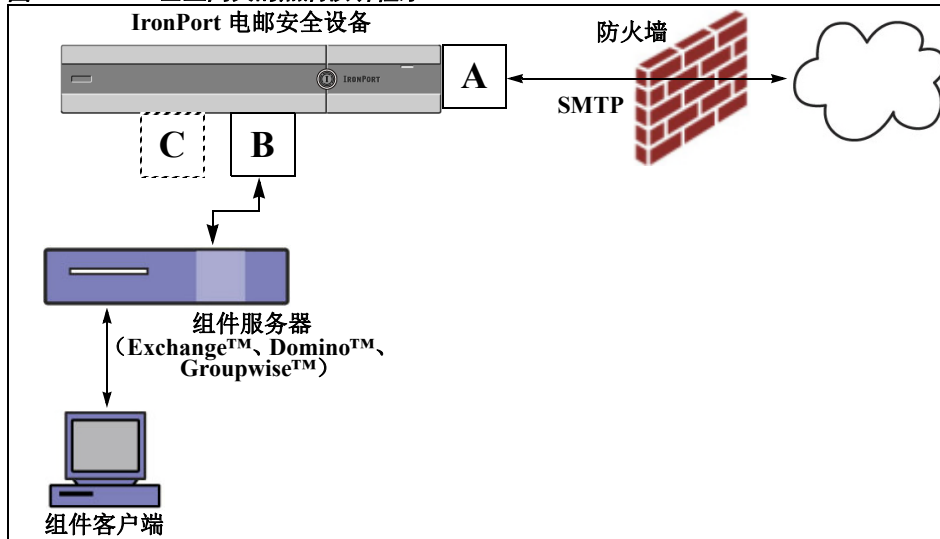 IronPort 电邮安全设备
防火墙
IRONPORT
A
SMTP
C
B
组件服务器
（Exchange™、Domino™、
Groupwise™）
组件客户端